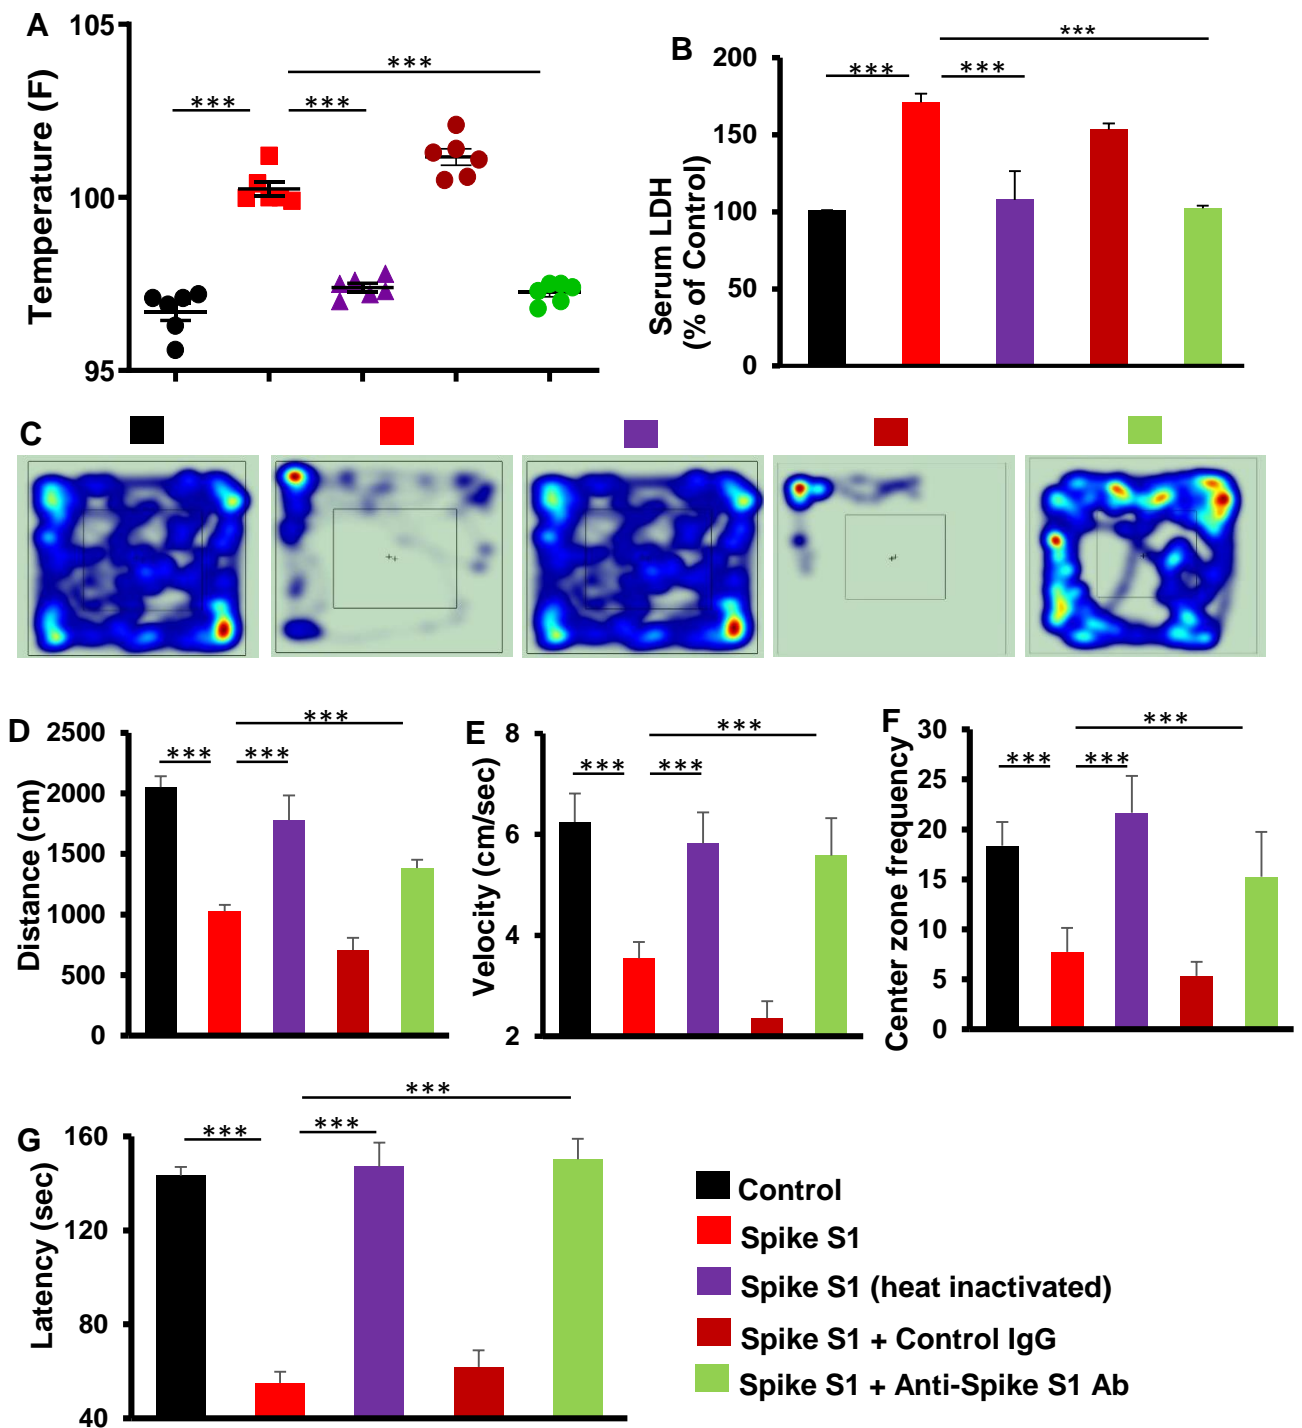 A
105
100
95
Temperature (F)
***
***
***
B
200
150
100
50
0
Serum LDH
(% of Control)
***
***
***
C
D
2500
2000
1500
1000
500
0
Distance (cm)
***
***
***
E
8
6
4
2
Velocity (cm/sec)
***
***
***
F
30
25
20
15
10
5
0
Center zone frequency
***
***
***
G
160
120
80
40
Latency (sec)
***
***
***
Control
Spike S1
Spike S1 (heat inactivated)
Spike S1 + Control IgG
Spike S1 + Anti-Spike S1 Ab